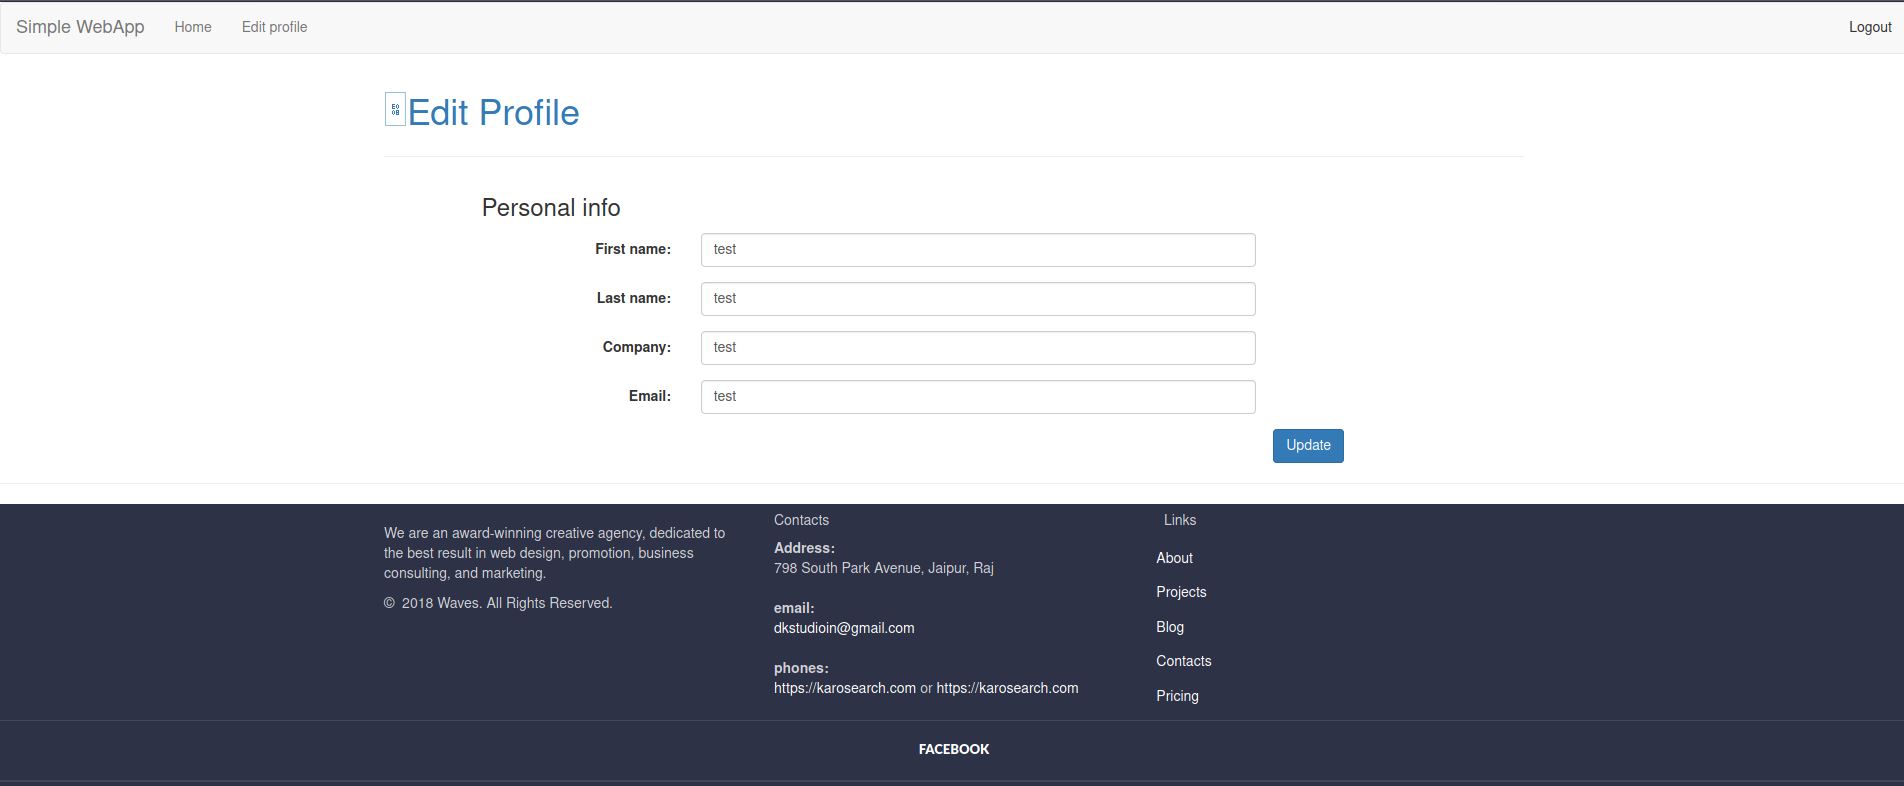 Simple WebApp Home Edit profile Logout
Edit Profile
Personal info
First name: test
Last name: test
Company: test
Email: test
Update
We are an award-winning creative agency, dedicated to
the best result in web design, promotion, business
consulting, and marketing.
© 2018 Waves. All Rights Reserved.
Contacts
Address:
798 South Park Avenue, Jaipur, Raj
email:
dkstudioin@gmail.com
phones:
https://karosearch.com or https://karosearch.com
Links
About
Projects
Blog
Contacts
Pricing
FACEBOOK